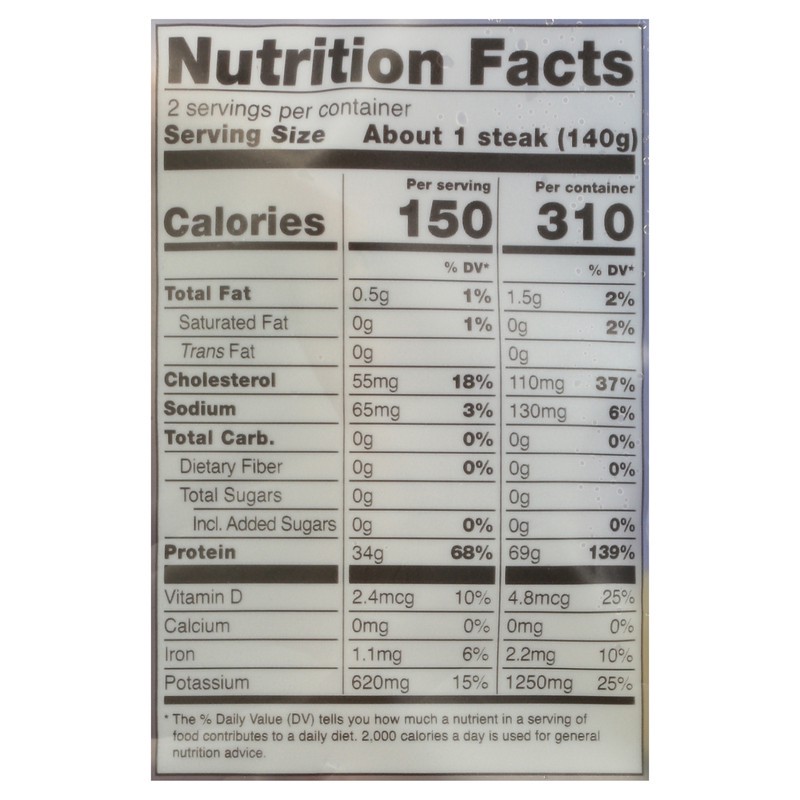 Nutrition Facts
2 servings per container
Serving Size About 1 steak (140g)
Per serving Per container
Calories 150 310
% DV* % DV*
Total Fat 0.5g 1% 1.5g 2%
Saturated Fat 0g 1% 0g 2%
Trans Fat 0g 0g
Cholesterol 55mg 18% 110mg 37%
Sodium 65mg 3% 130mg 6%
Total Carb. 0g 0% 0g 0%
Dietary Fiber 0g 0% 0g 0%
Total Sugars 0g 0g
Incl. Added Sugars 0g 0% 0g 0%
Protein 34g 68% 69g 139%
Vitamin D 2.4mcg 10% 4.8mcg 25%
Calcium 0mg 0% 0mg 0%
Iron 1.1mg 6% 2.2mg 10%
Potassium 620mg 15% 1250mg 25%
* The % Daily Value (DV) tells you how much a nutrient in a serving of
food contributes to a daily diet. 2,000 calories a day is used for general
nutrition advice.